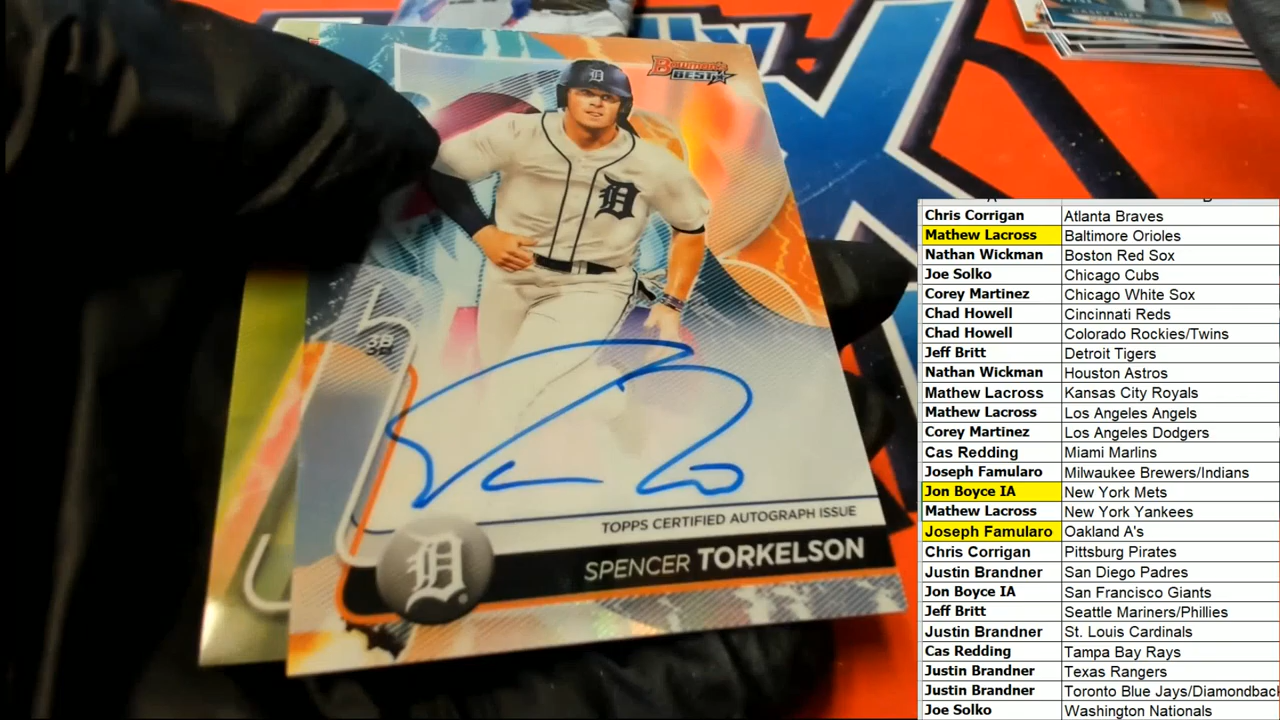 Bowman's
BEST
D
D
3B
TOPPS CERTIFIED AUTOGRAPH ISSUE
SPENCER TORKELSON
D
Chris Corrigan Atlanta Braves
Mathew Lacross Baltimore Orioles
Nathan Wickman Boston Red Sox
Joe Solko Chicago Cubs
Corey Martinez Chicago White Sox
Chad Howell Cincinnati Reds
Chad Howell Colorado Rockies/Twins
Jeff Britt Detroit Tigers
Nathan Wickman Houston Astros
Mathew Lacross Kansas City Royals
Mathew Lacross Los Angeles Angels
Corey Martinez Los Angeles Dodgers
Cas Redding Miami Marlins
Joseph Famularo Milwaukee Brewers/Indians
Jon Boyce IA New York Mets
Mathew Lacross New York Yankees
Joseph Famularo Oakland A's
Chris Corrigan Pittsburg Pirates
Justin Brandner San Diego Padres
Jon Boyce IA San Francisco Giants
Jeff Britt Seattle Mariners/Phillies
Justin Brandner St. Louis Cardinals
Cas Redding Tampa Bay Rays
Justin Brandner Texas Rangers
Justin Brandner Toronto Blue Jays/Diamondback
Joe Solko Washington Nationals